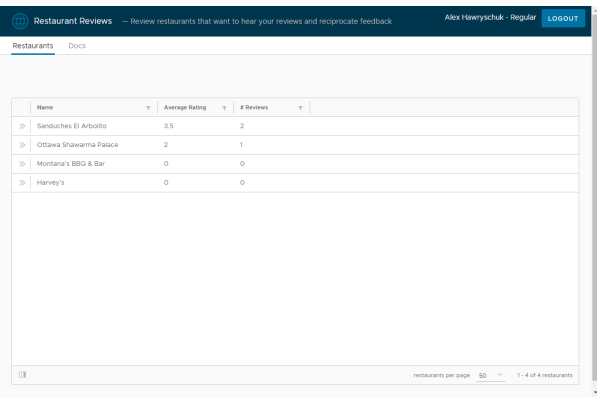 Restaurant Reviews — Review restaurants that want to hear your reviews and reciprocate feedback Alex Hawryschuk - Regular LOGOUT
Restaurants Docs
Name Average Rating # Reviews
Sanduches El Arbolito 3.5 2
Ottawa Shawarma Palace 2 1
Montana's BBQ & Bar 0 0
Harvey's 0 0
restaurants per page 50 1 - 4 of 4 restaurants